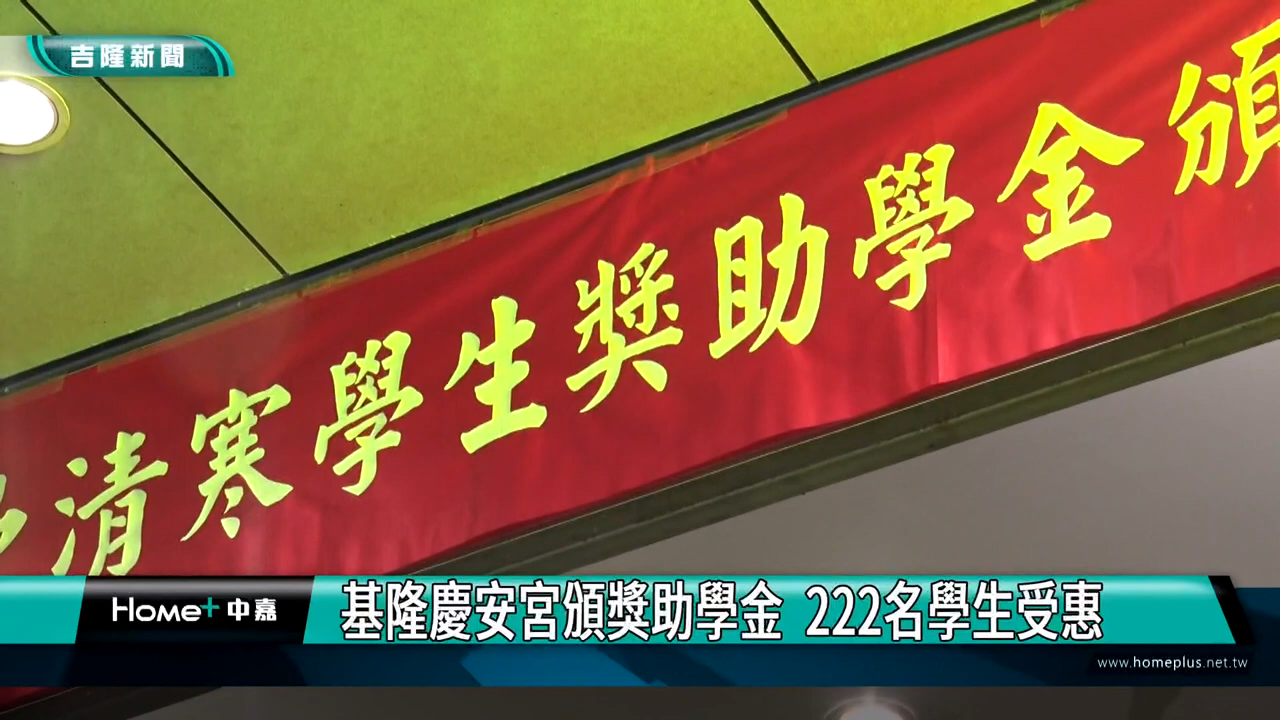 吉隆新聞
清寒學生獎助學金頒
Home+中嘉
基隆慶安宮頒獎助學金 222名學生受惠
www.homeplus.net.tw